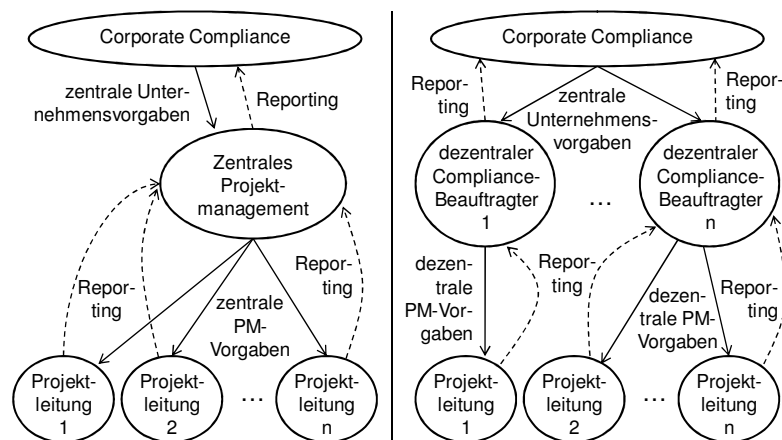 Corporate Compliance
zentrale Unter-
nehmensvorgaben
Reporting
Zentrales
Projekt-
management
Repor-
ting
zentrale
PM-
Vorgaben
Repor-
ting
Projekt-
leitung
1
Projekt-
leitung
2
...
Projekt-
leitung
n
Corporate Compliance
Repor-
ting
zentrale
Unternehmens-
vorgaben
Repor-
ting
dezentraler
Compliance-
Beauftragter
1
...
dezentraler
Compliance-
Beauftragter
n
dezen-
trale
PM-Vor-
gaben
Repor-
ting
dezen-
trale PM-
Vorgaben
Repor-
ting
Projekt-
leitung
1
Projekt-
leitung
2
...
Projekt-
leitung
n